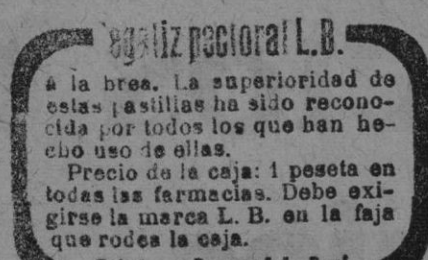 Regaliz pectoral L.B.
á la brea. La superioridad de
estas pastillas ha sido recono-
cida por todos los que han he-
cho uso de ellas.
Precio de la caja: 1 peseta en
todas las farmacias. Debe exi-
girse la marca L. B. en la faja
que rodea la caja.